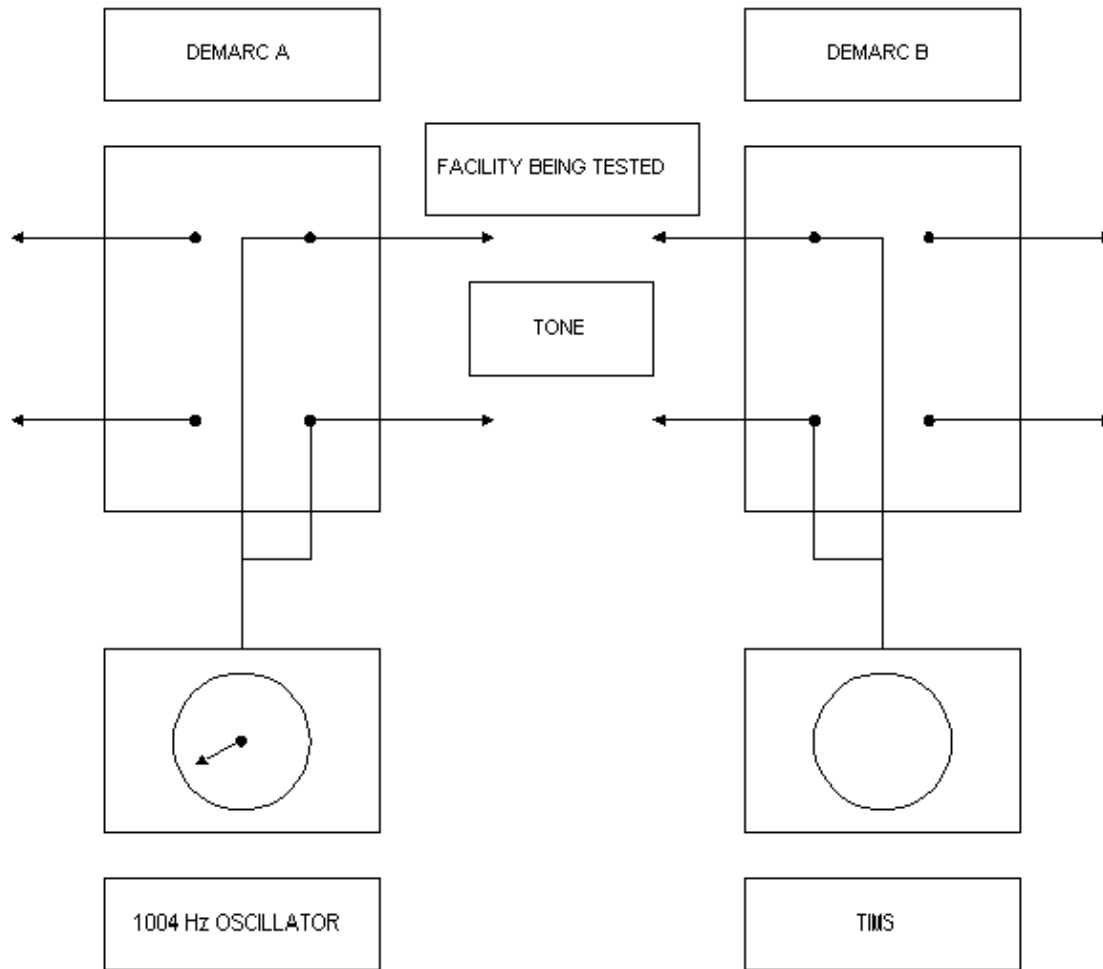 DEMARC A
DEMARC B
FACILITY BEING TESTED
TONE
1004 Hz OSCILLATOR
TIMS